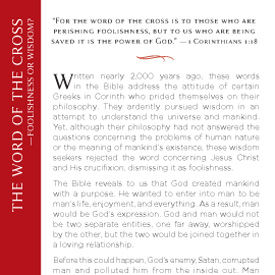 THE WORD OF THE CROSS
—FOOLISHNESS OR WISDOM?
"For the word of the cross is to those who are
perishing foolishness, but to us who are being
saved it is the power of God." —1 Corinthians 1:18
Written nearly 2,000 years ago, these words
in the Bible address the attitude of certain
Greeks in Corinth who prided themselves on their
philosophy. They ardently pursued wisdom in an
attempt to understand the universe and mankind.
Yet, although their philosophy had not answered the
questions concerning the problems of human nature
or the meaning of mankind's existence, these wisdom
seekers rejected the word concerning Jesus Christ
and His crucifixion, dismissing it as foolishness.
The Bible reveals to us that God created mankind
with a purpose. He wanted to enter into man to be
man's life, enjoyment, and everything. As a result, man
would be God's expression. God and man would not
be two separate entities, one far away, worshipped
by the other, but the two would be joined together in
a loving relationship.
Before this could happen, God's enemy, Satan, corrupted
man and polluted him from the inside out. Man